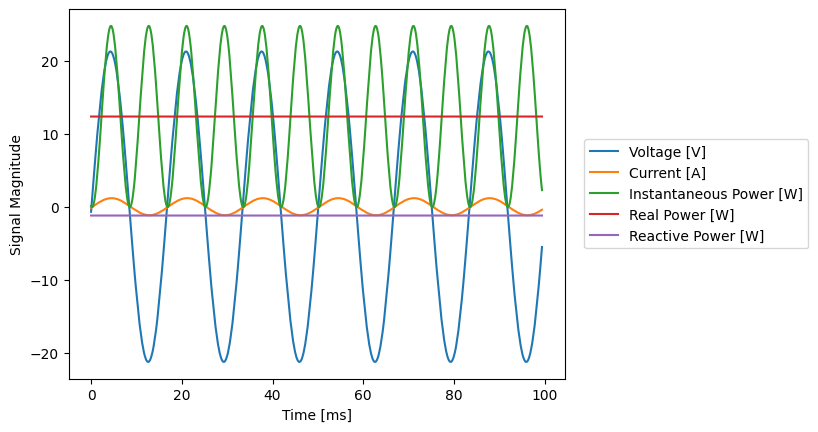 Signal Magnitude
20
10
0
−10
−20
0
20
40
60
80
100
Time [ms]
Voltage [V]
Current [A]
Instantaneous Power [W]
Real Power [W]
Reactive Power [W]